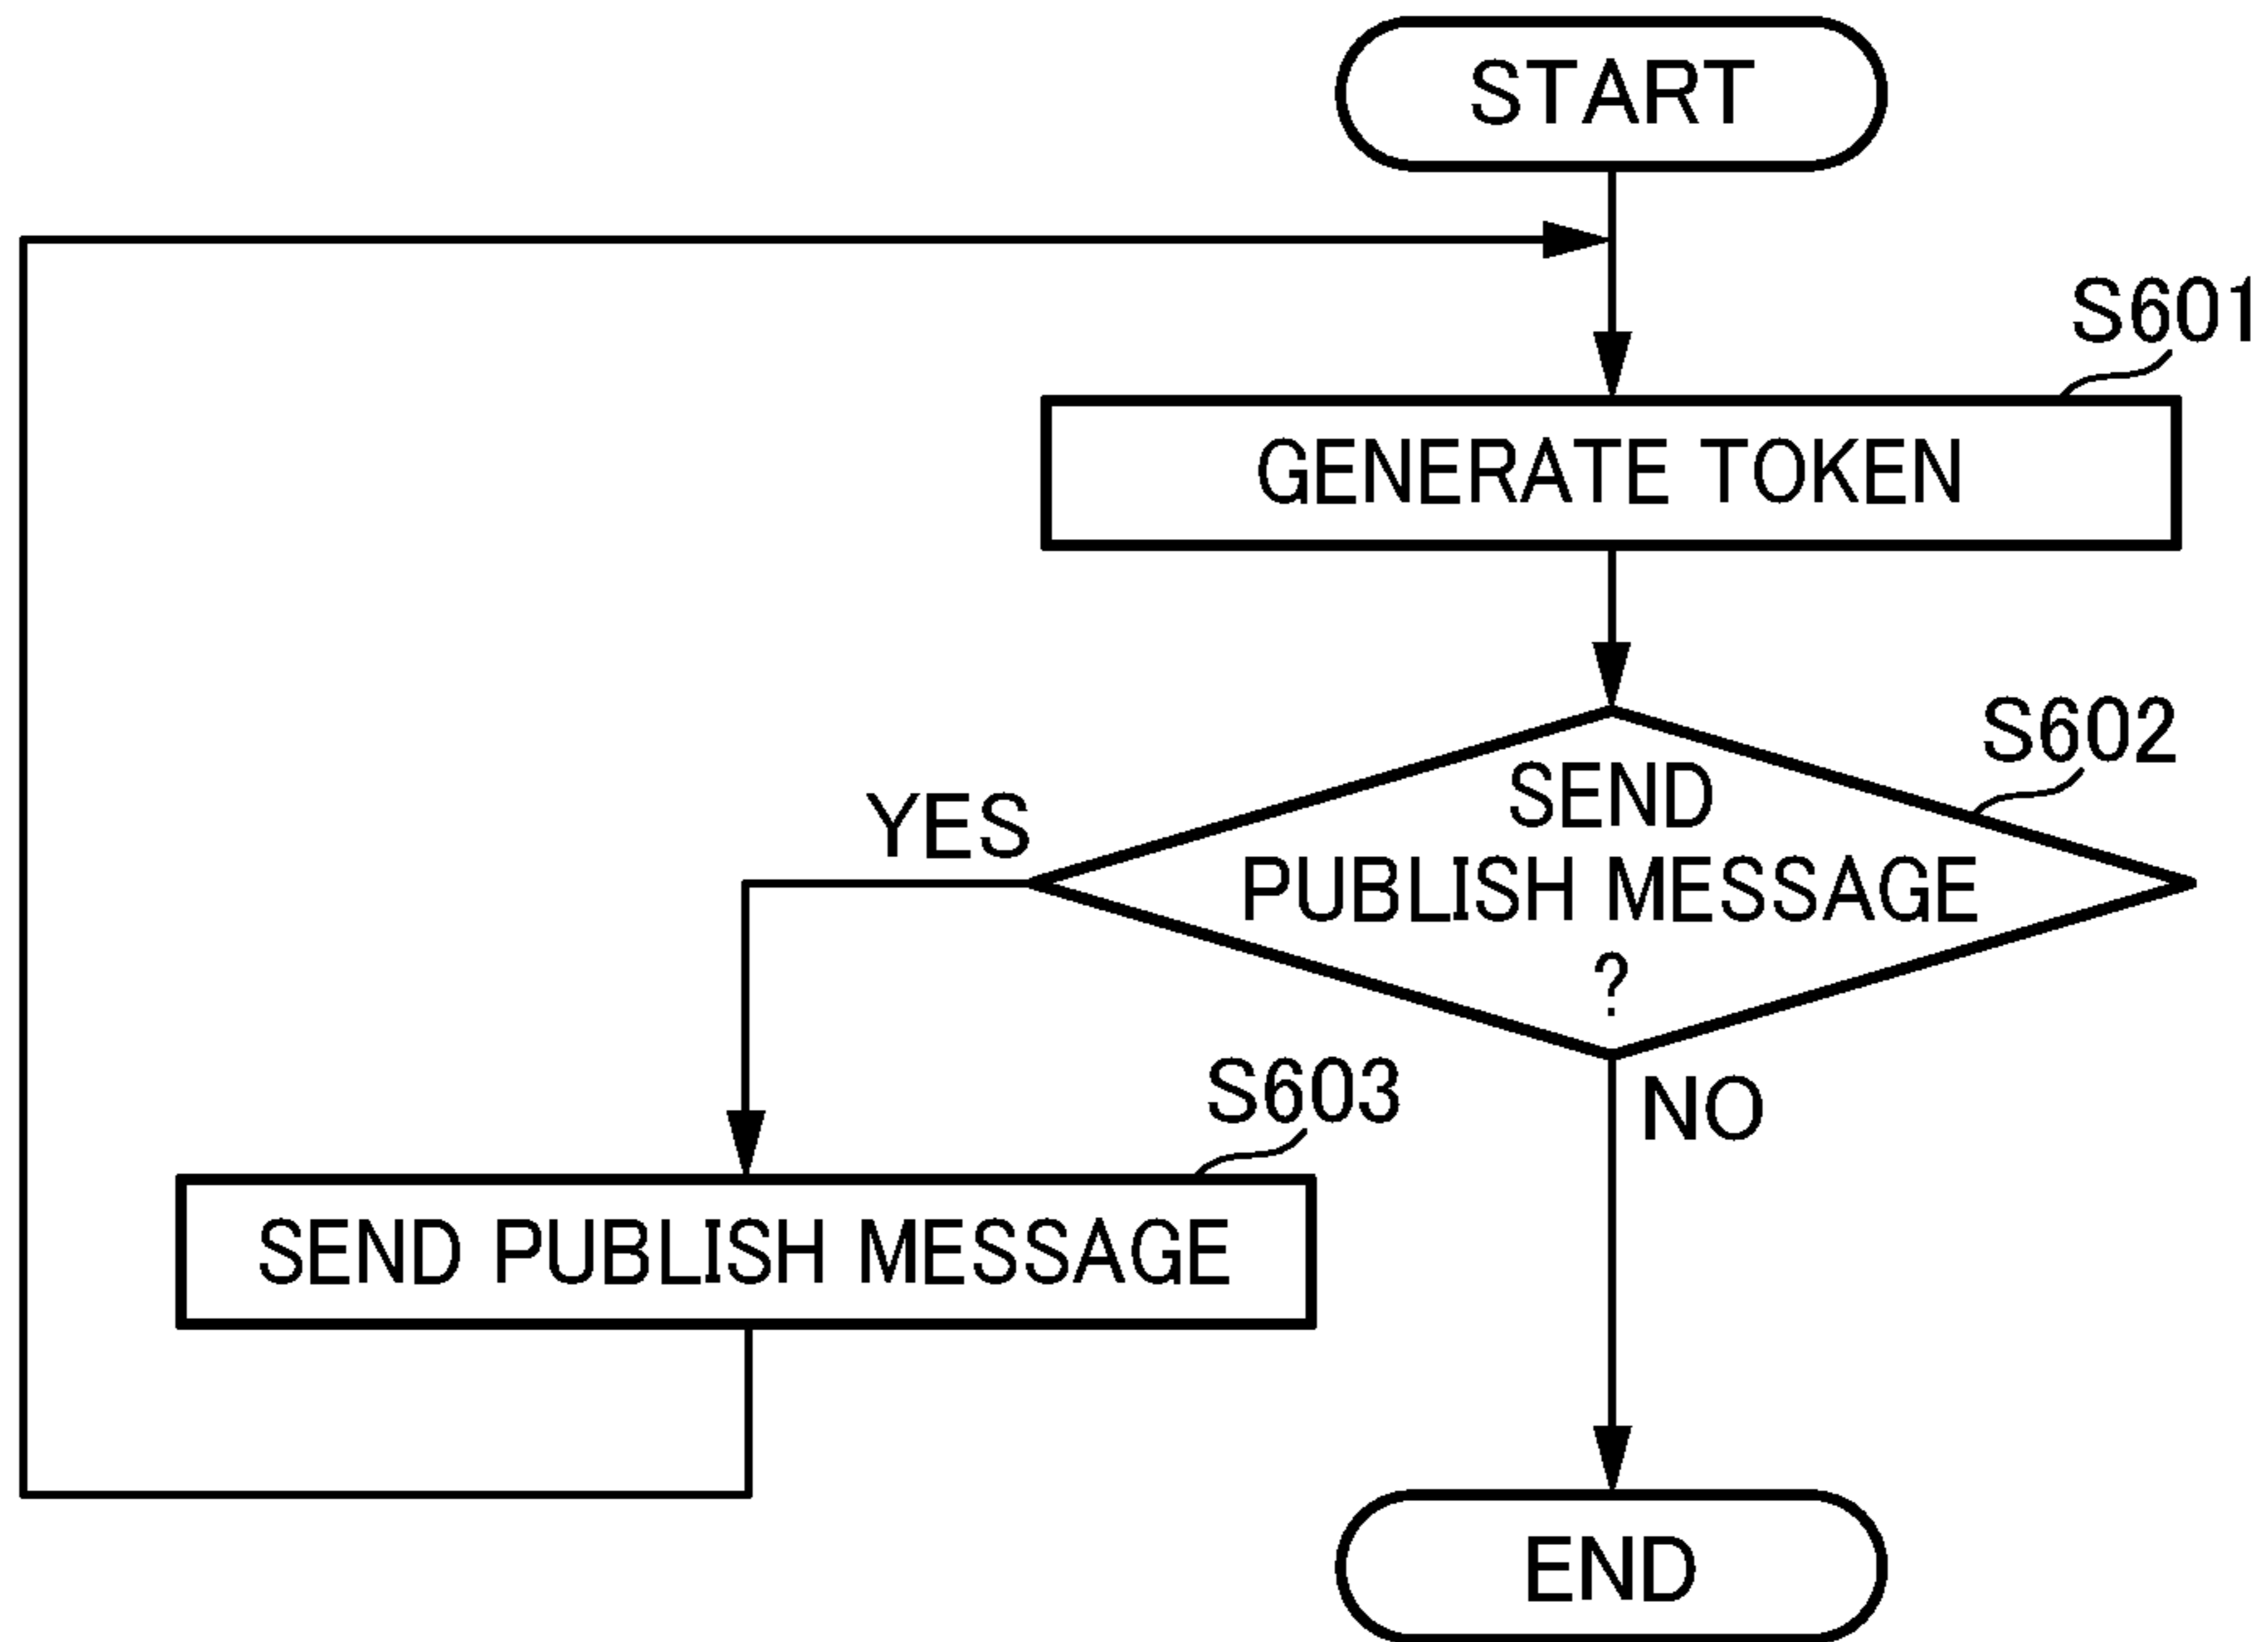 START
S601
GENERATE TOKEN
S602
SEND
PUBLISH MESSAGE
?
YES
NO
S603
SEND PUBLISH MESSAGE
END